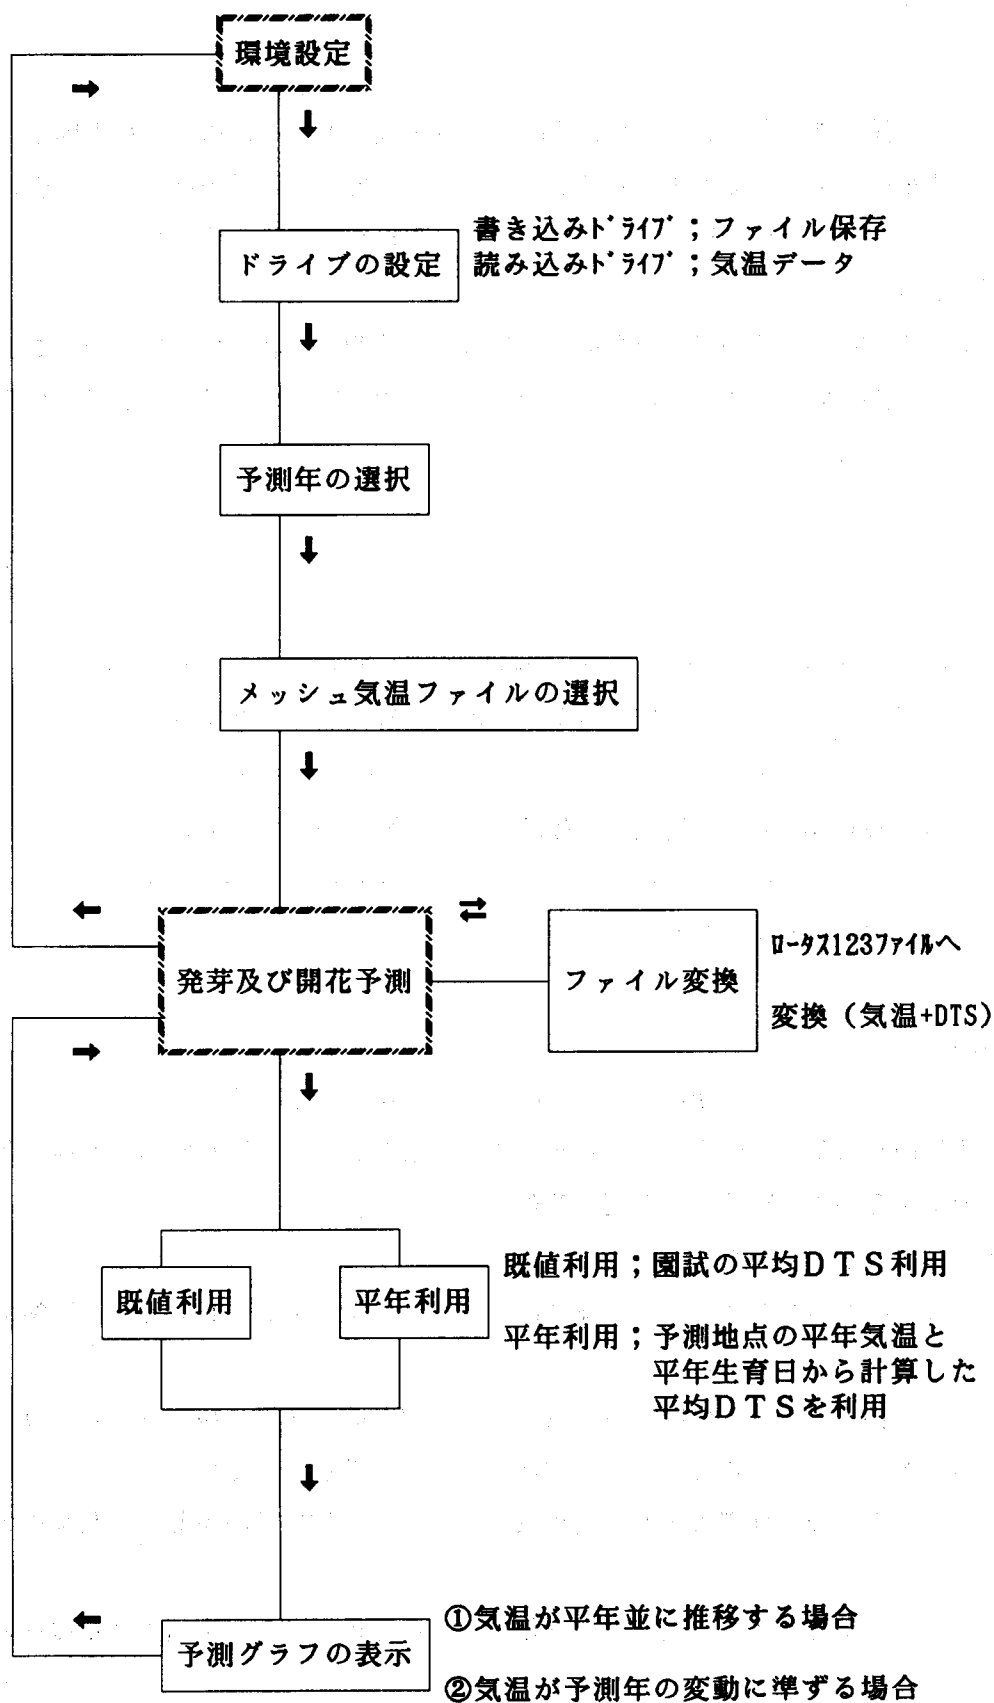 環境設定
ドライブの設定
書き込みﾄﾞﾗｲﾌﾞ；ファイル保存
読み込みﾄﾞﾗｲﾌﾞ；気温データ
予測年の選択
メッシュ気温ファイルの選択
発芽及び開花予測
ファイル変換
ﾛｰﾀｽ123ﾌｧｲﾙへ
変換（気温+DTS）
既値利用
平年利用
既値利用；園試の平均ＤＴＳ利用
平年利用；予測地点の平年気温と
平年生育日から計算した
平均ＤＴＳを利用
予測グラフの表示
①気温が平年並に推移する場合
②気温が予測年の変動に準ずる場合